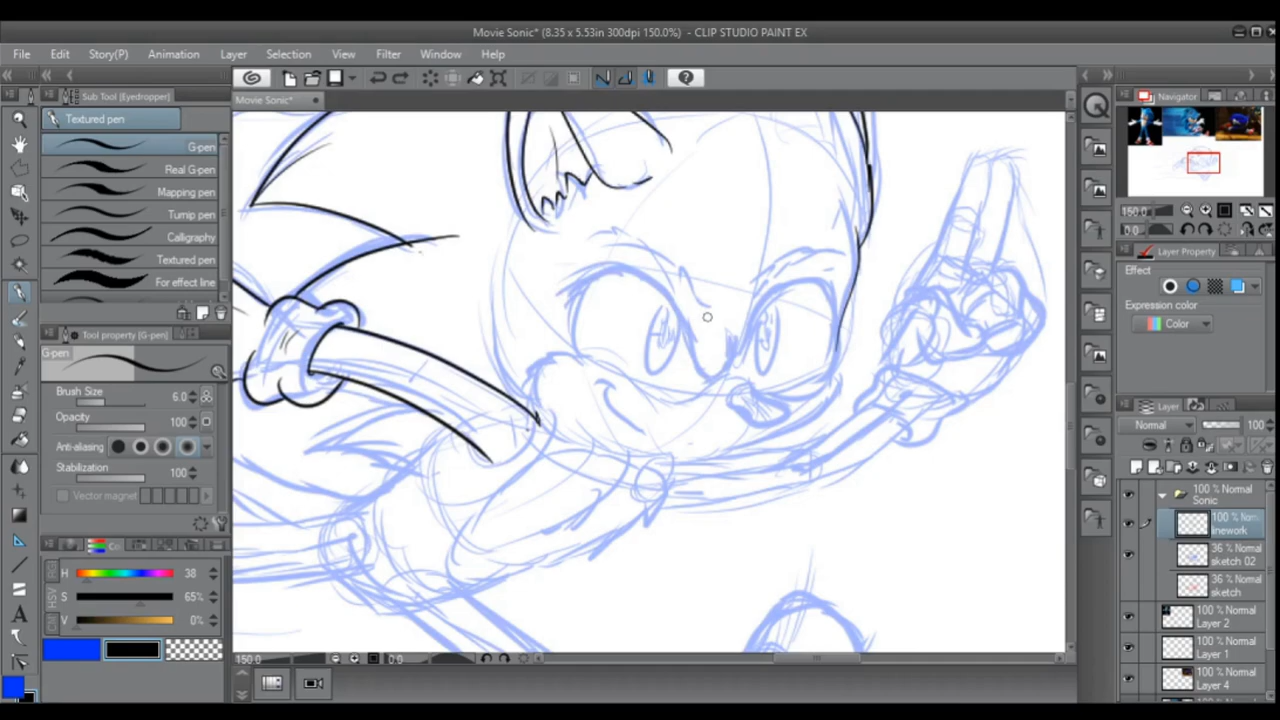 Movie Sonic* (8.35 x 5.53in 300dpi 150.0%) - CLIP STUDIO PAINT EX
File Edit Story(P) Animation Layer Selection View Filter Window Help
Sub Tool [Eyedropper]
Movie Sonic*
Navigator
Textured pen
G-pen
Real G-pen
Mapping pen
Turnip pen
Calligraphy
Textured pen
For effect line
150.0
0.0
Layer Property
Effect
Expression color
Color
Tool property [G-pen]
G-pen
Brush Size 6.0
Opacity 100
Anti-aliasing
Stabilization 100
Vector magnet
Layer
Normal 100
100 % Normal
Sonic
100 % Norm
linework
36 % Normal
sketch 02
36 % Normal
sketch
100 % Normal
Layer 2
100 % Normal
Layer 1
100 % Normal
Layer 4
H 38
S 65%
V 0%
150.0 0.0